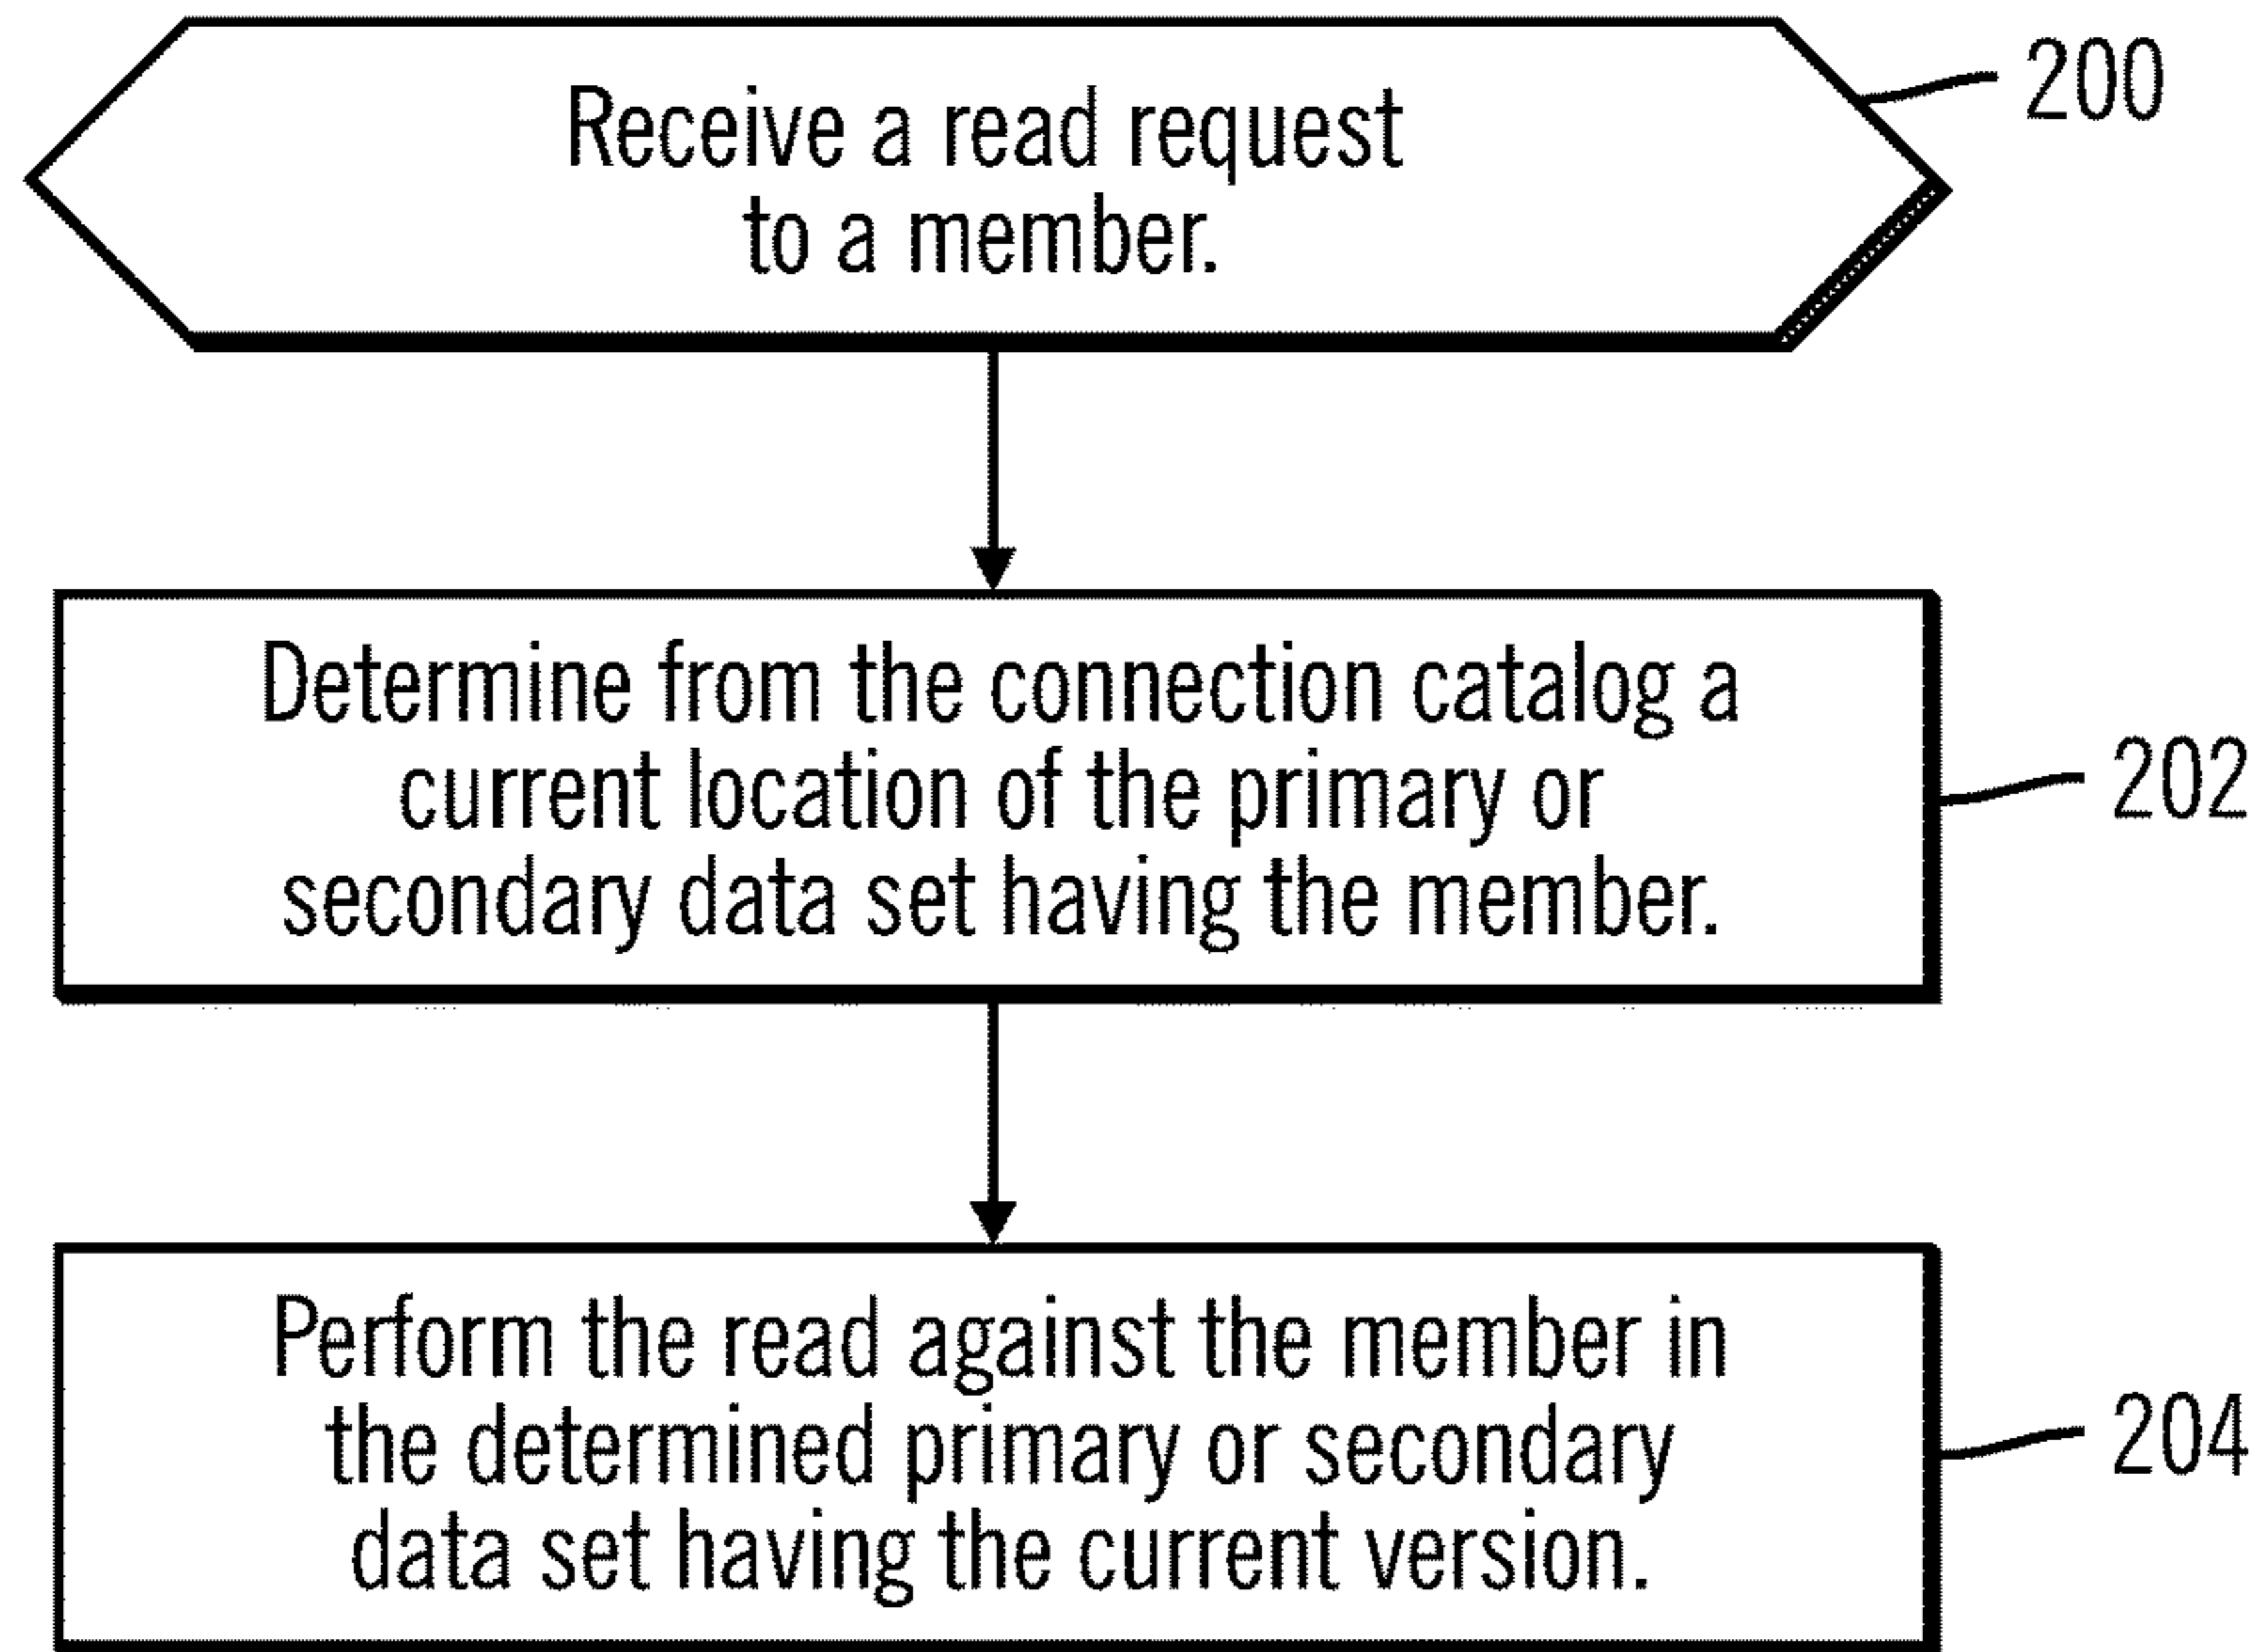 Receive a read request
to a member.
200
Determine from the connection catalog a
current location of the primary or
secondary data set having the member.
202
Perform the read against the member in
the determined primary or secondary
data set having the current version.
204